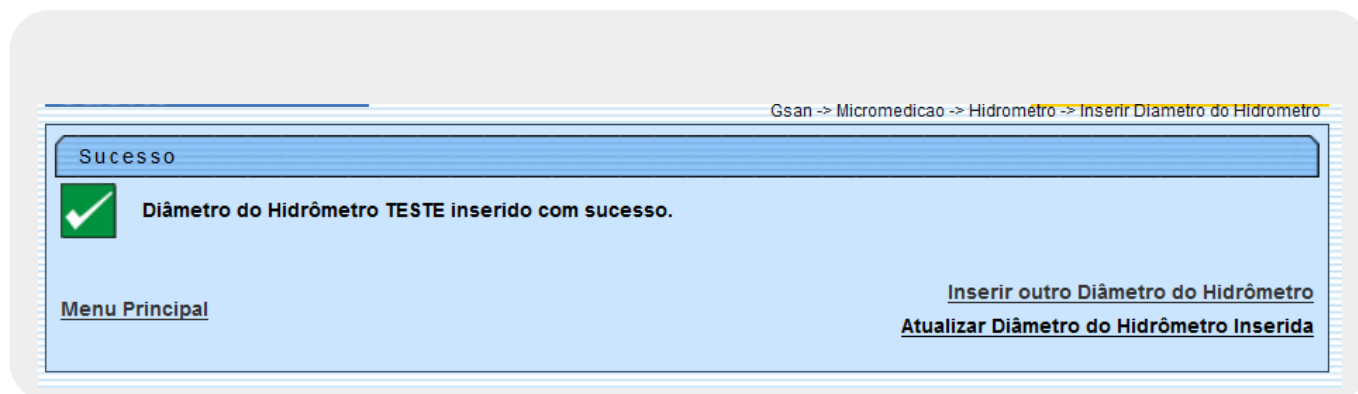 Gsan -> Micromedicao -> Hidrometro -> Inserir Diametro do Hidrometro
Sucesso
Diâmetro do Hidrômetro TESTE inserido com sucesso.
Inserir outro Diâmetro do Hidrômetro
Menu Principal
Atualizar Diâmetro do Hidrômetro Inserida